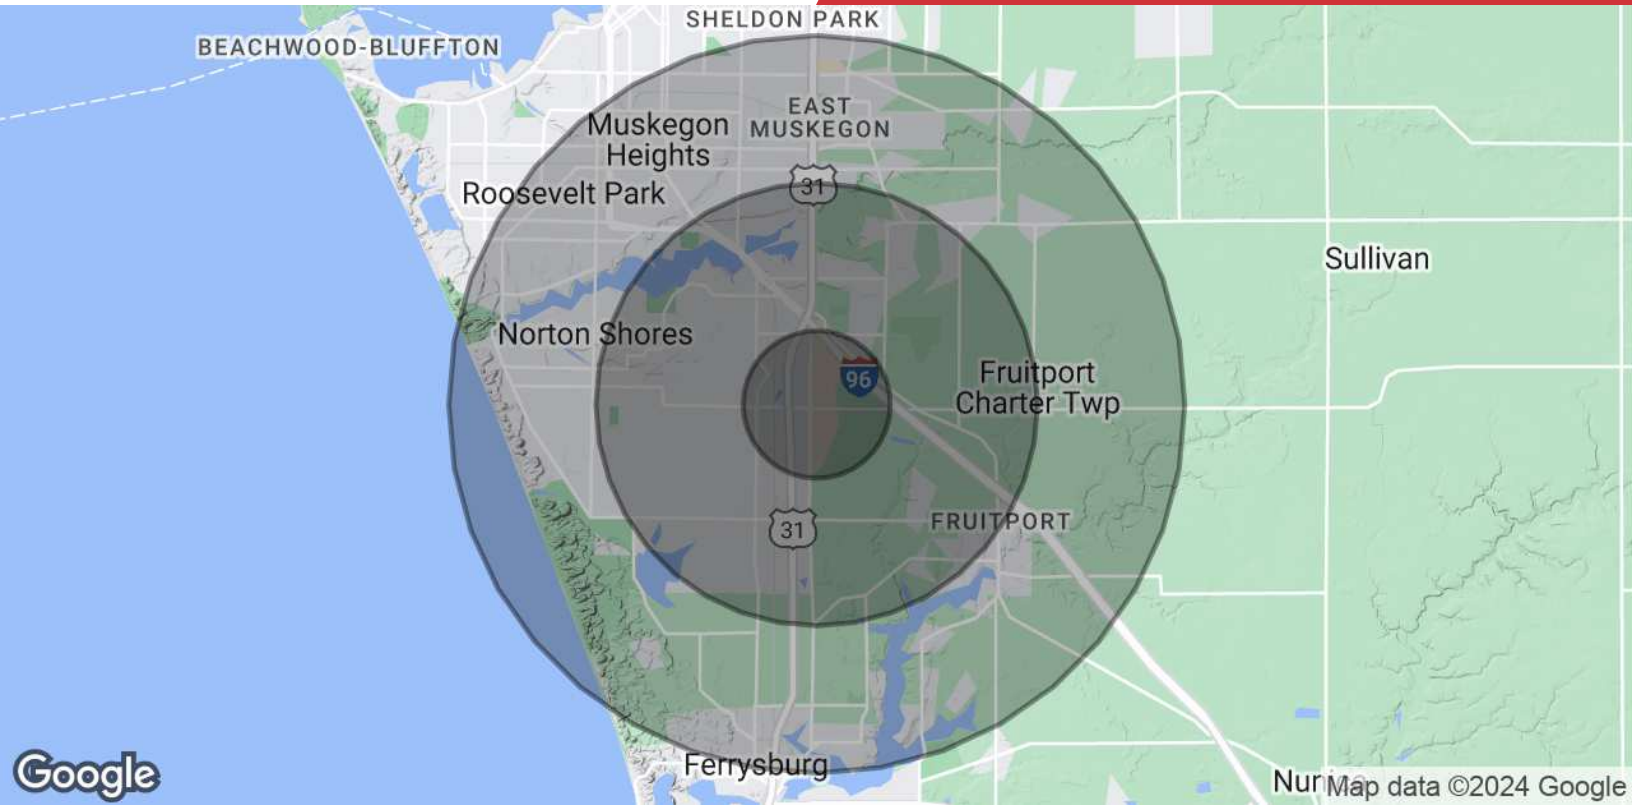 SHELDON PARK
BEACHWOOD-BLUFFTON
EAST
MUSKEGON
Muskegon
Heights
31
Roosevelt Park
Sullivan
Norton Shores
96
Fruitport
Charter Twp
FRUITPORT
31
Ferrysburg
Google
Map data ©2024 Google